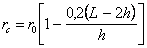 r_c = r_0 [1 - 0,2(L - 2h) / h]